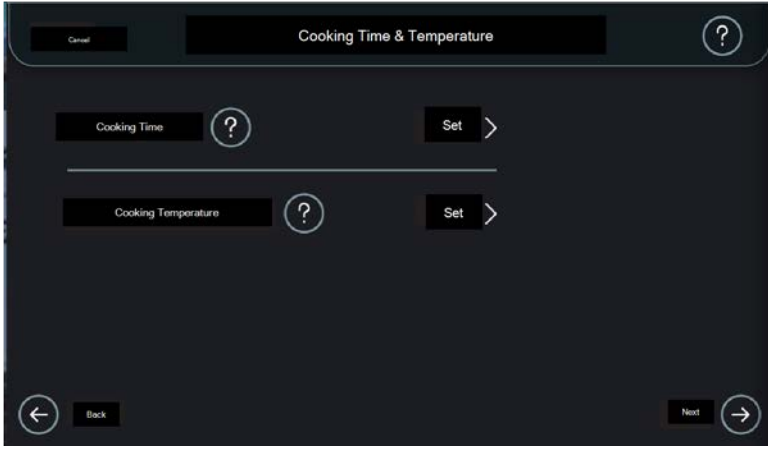 Cancel
Cooking Time & Temperature
?
Cooking Time
?
Set
Cooking Temperature
?
Set
Back
Next